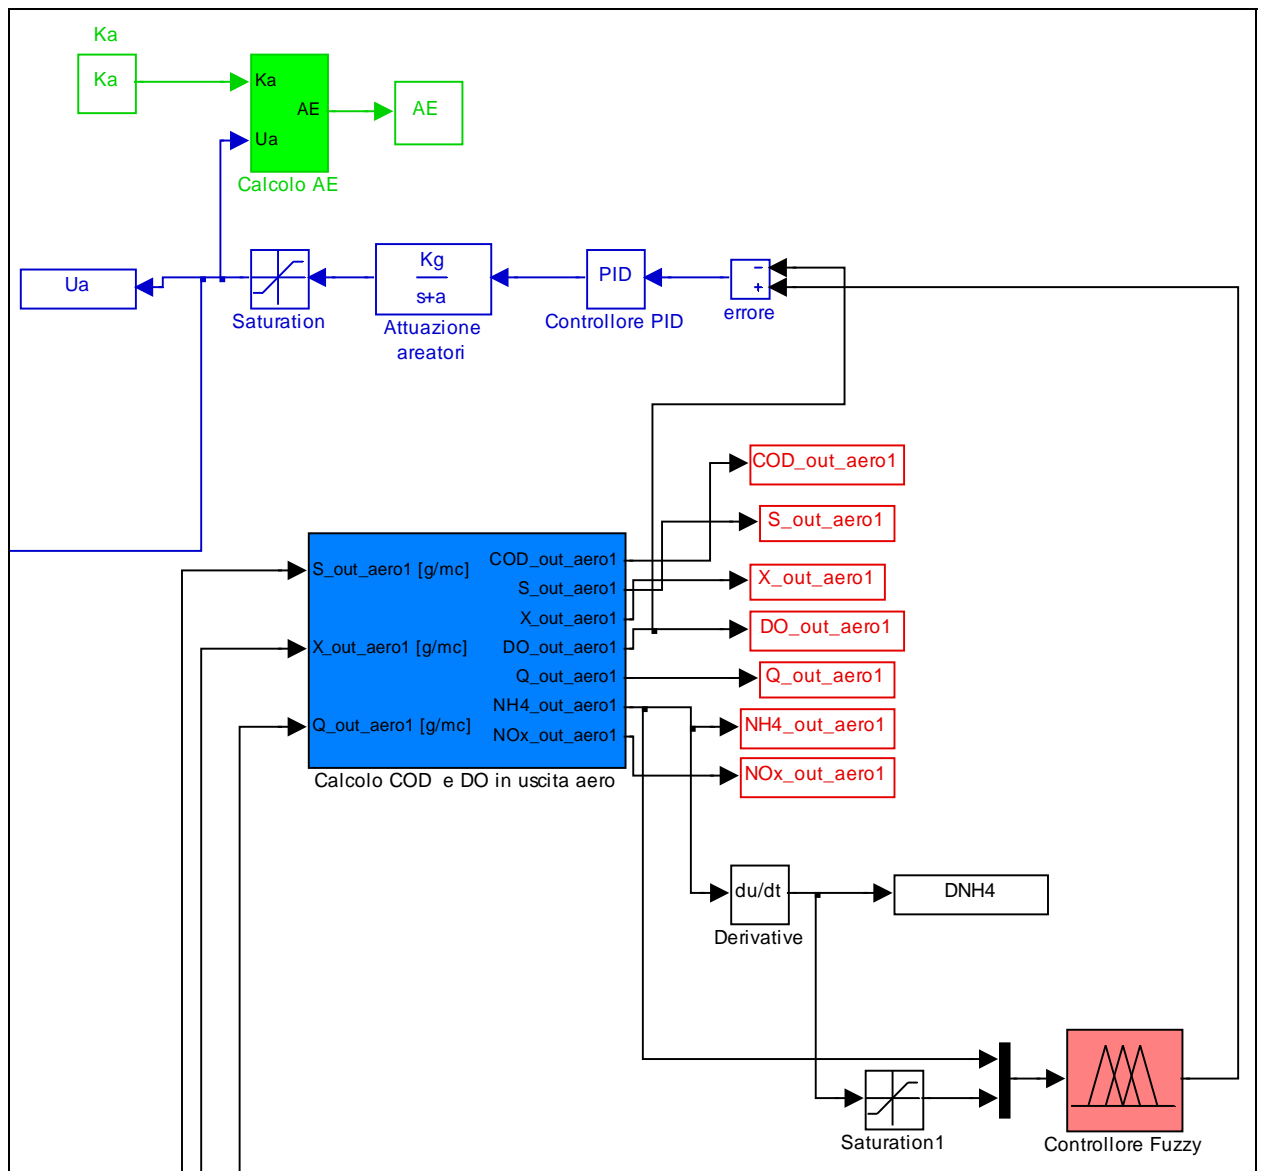 Ka
Ka
Ka
AE
Ua
AE
Calcolo AE
Ua
Saturation
Kg
s+a
Attuazione
areatori
PID
Controllore PID
−
+
errore
S_out_aero1 [g/mc]
X_out_aero1 [g/mc]
Q_out_aero1 [g/mc]
COD_out_aero1
S_out_aero1
X_out_aero1
DO_out_aero1
Q_out_aero1
NH4_out_aero1
NOx_out_aero1
Calcolo COD e DO in uscita aero
COD_out_aero1
S_out_aero1
X_out_aero1
DO_out_aero1
Q_out_aero1
NH4_out_aero1
NOx_out_aero1
du/dt
Derivative
DNH4
Saturation1
Controllore Fuzzy